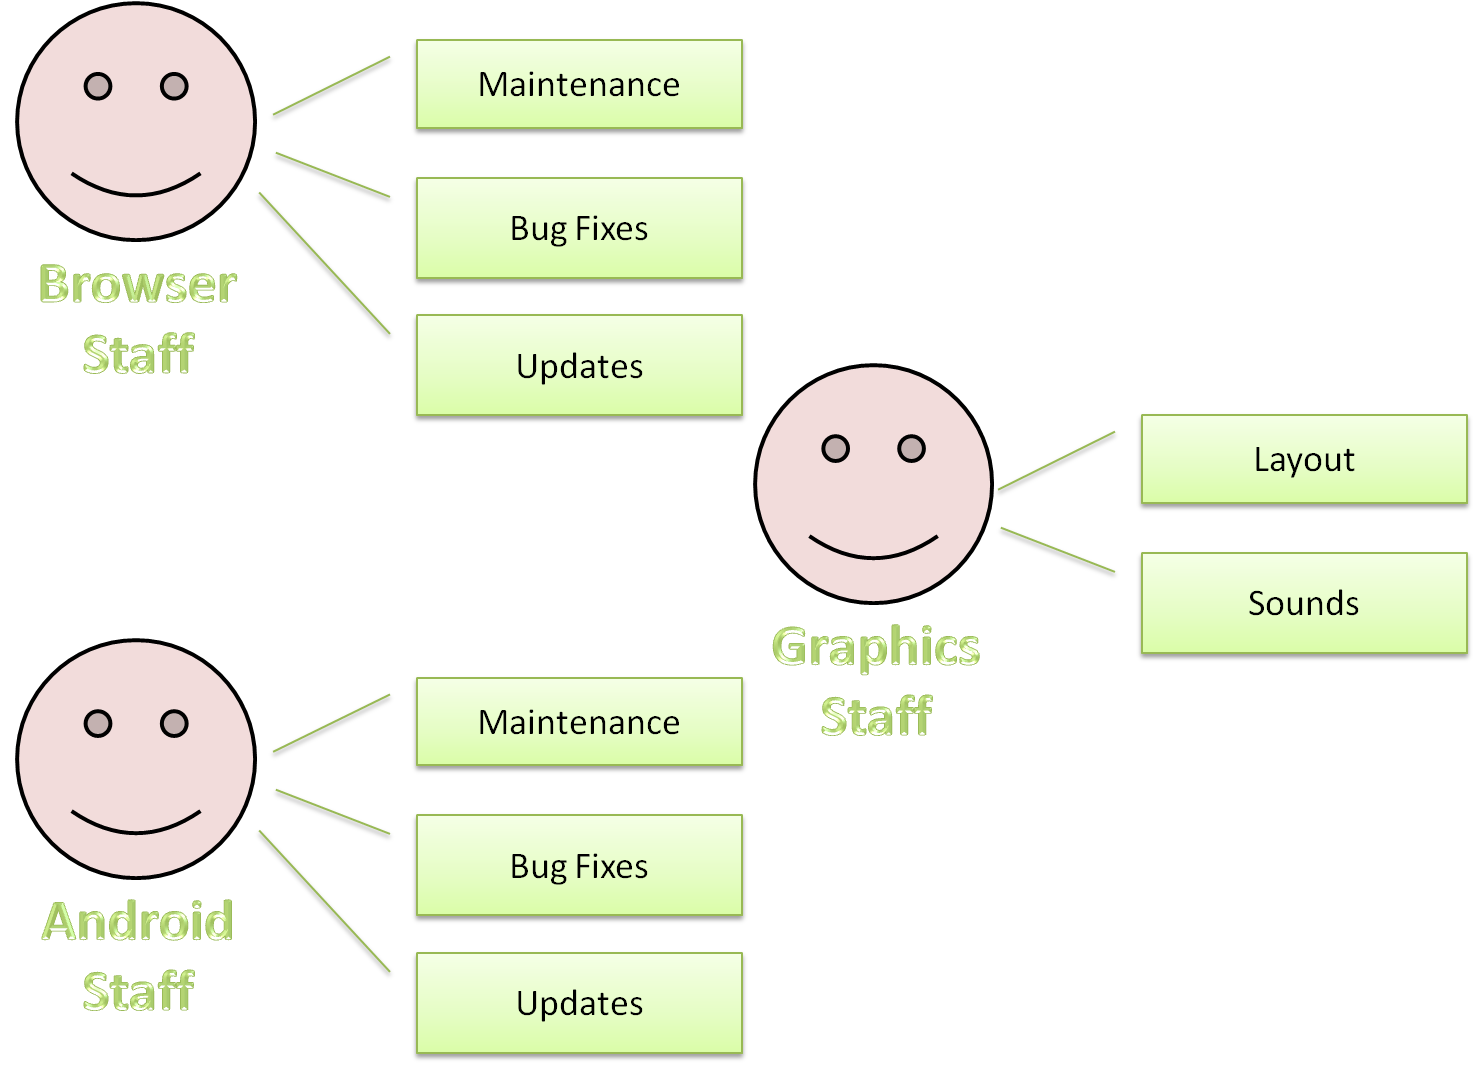 Maintenance
Bug Fixes
Browser
Staff
Updates
Layout
Sounds
Graphics
Staff
Maintenance
Bug Fixes
Android
Staff
Updates